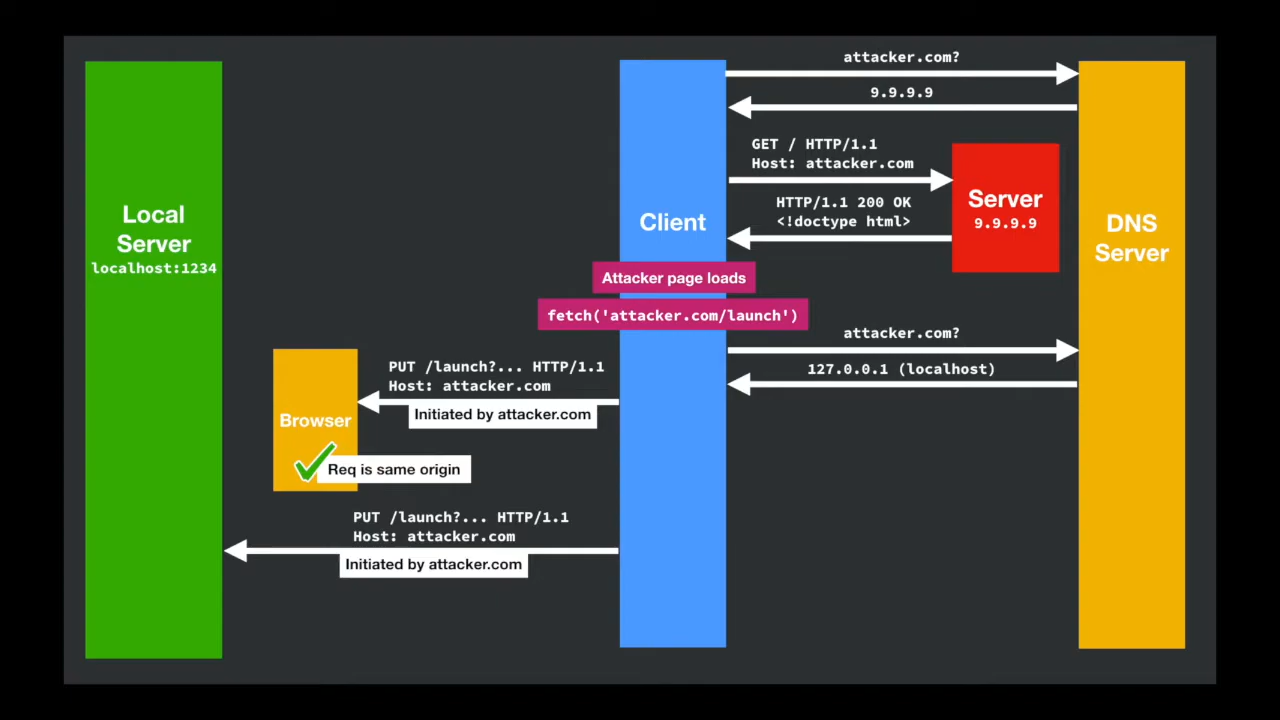 attacker.com?
9.9.9.9
GET / HTTP/1.1
Host: attacker.com
HTTP/1.1 200 OK
<!doctype html>
Local
Server
localhost:1234
Client
Server
9.9.9.9
DNS
Server
Attacker page loads
fetch('attacker.com/launch')
attacker.com?
127.0.0.1 (localhost)
PUT /launch?... HTTP/1.1
Host: attacker.com
Initiated by attacker.com
Browser
Req is same origin
PUT /launch?... HTTP/1.1
Host: attacker.com
Initiated by attacker.com